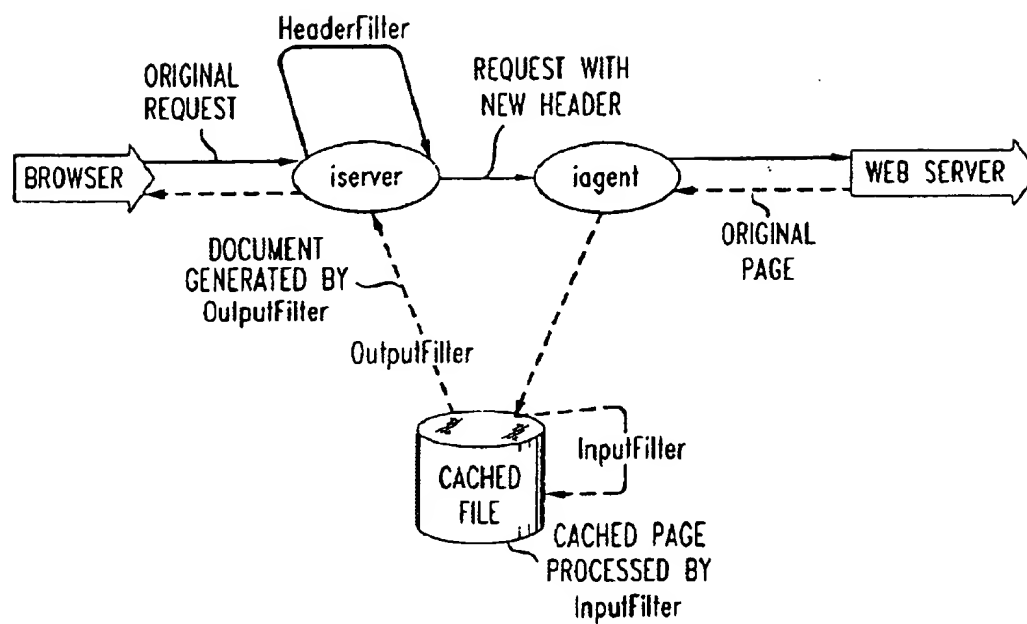 HeaderFilter
ORIGINAL
REQUEST
REQUEST WITH
NEW HEADER
BROWSER
iserver
iagent
WEB SERVER
DOCUMENT
GENERATED BY
OutputFilter
ORIGINAL
PAGE
OutputFilter
InputFilter
CACHED
FILE
CACHED PAGE
PROCESSED BY
InputFilter